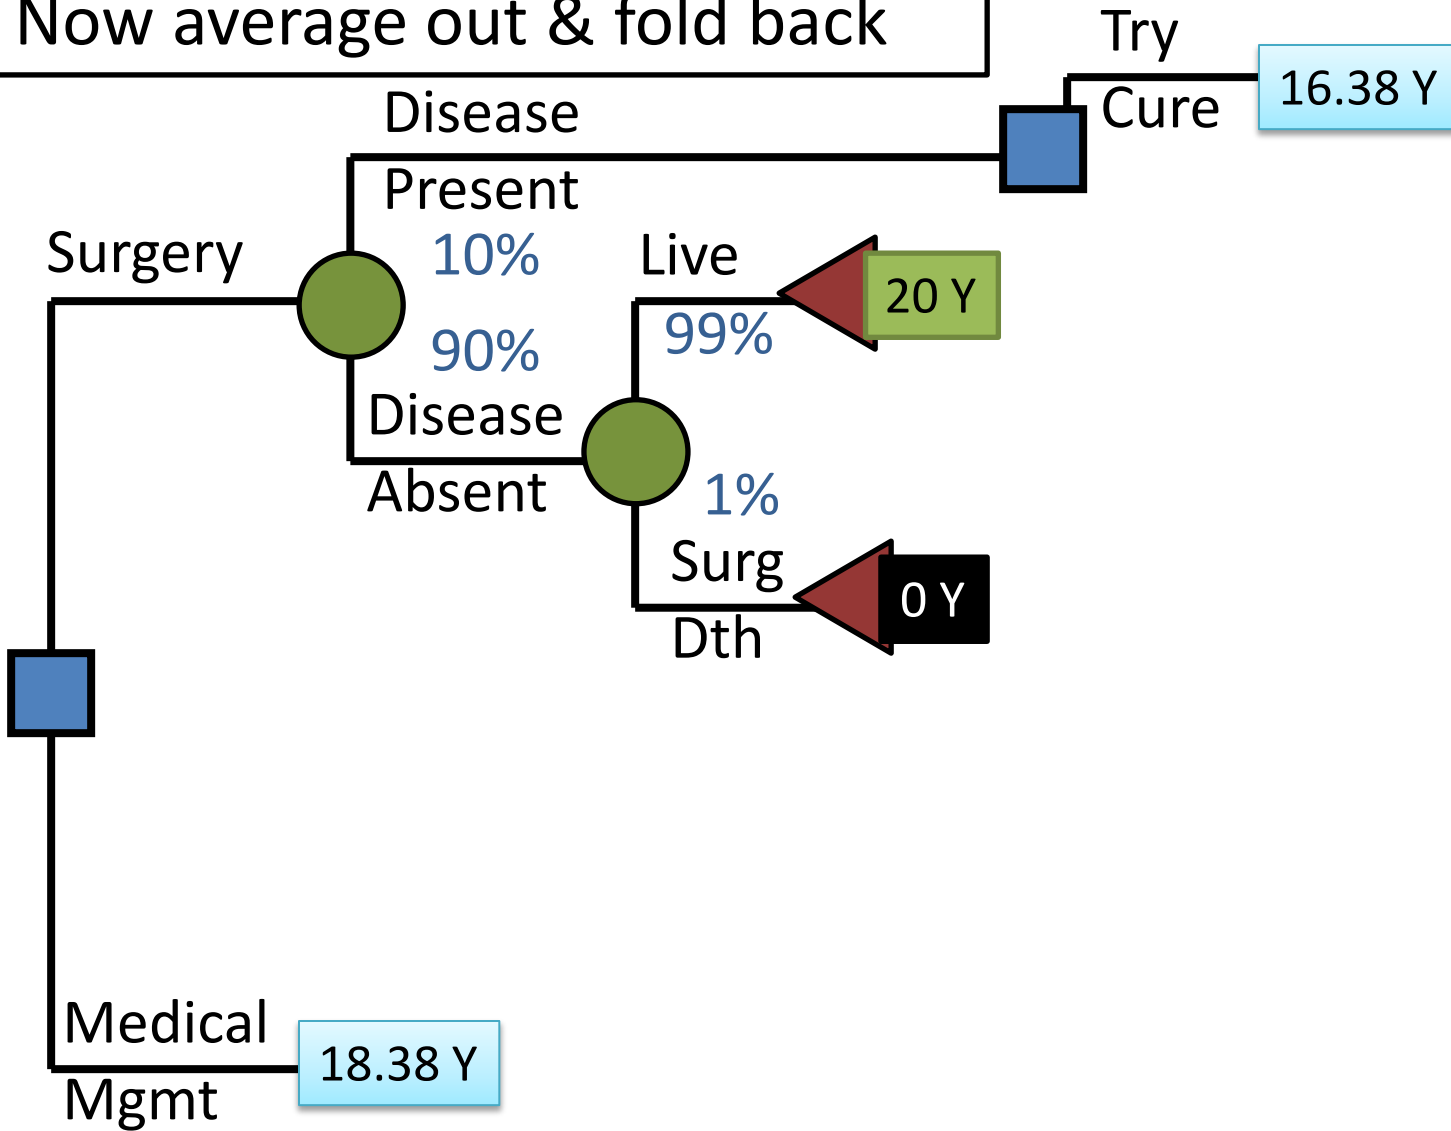 Now average out & fold back
Try
Cure
16.38 Y
Disease
Present
10%
Surgery
90%
Disease
Absent
Live
99%
20 Y
1%
Surg
Dth
0 Y
Medical
Mgmt
18.38 Y